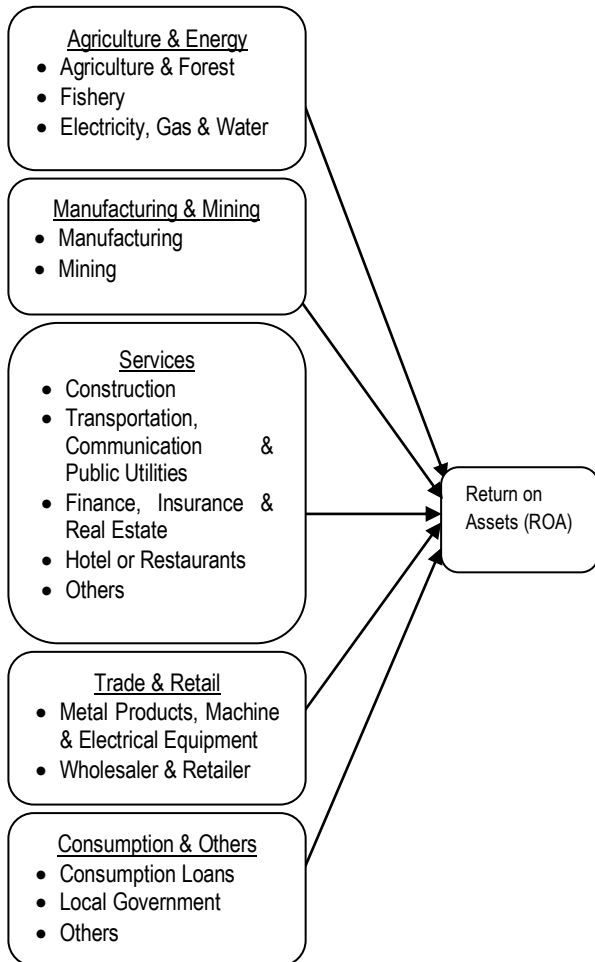 Agriculture & Energy
• Agriculture & Forest
• Fishery
• Electricity, Gas & Water
Manufacturing & Mining
• Manufacturing
• Mining
Services
• Construction
• Transportation,
Communication &
Public Utilities
• Finance, Insurance &
Real Estate
• Hotel or Restaurants
• Others
Trade & Retail
• Metal Products, Machine
& Electrical Equipment
• Wholesaler & Retailer
Consumption & Others
• Consumption Loans
• Local Government
• Others
Return on
Assets (ROA)